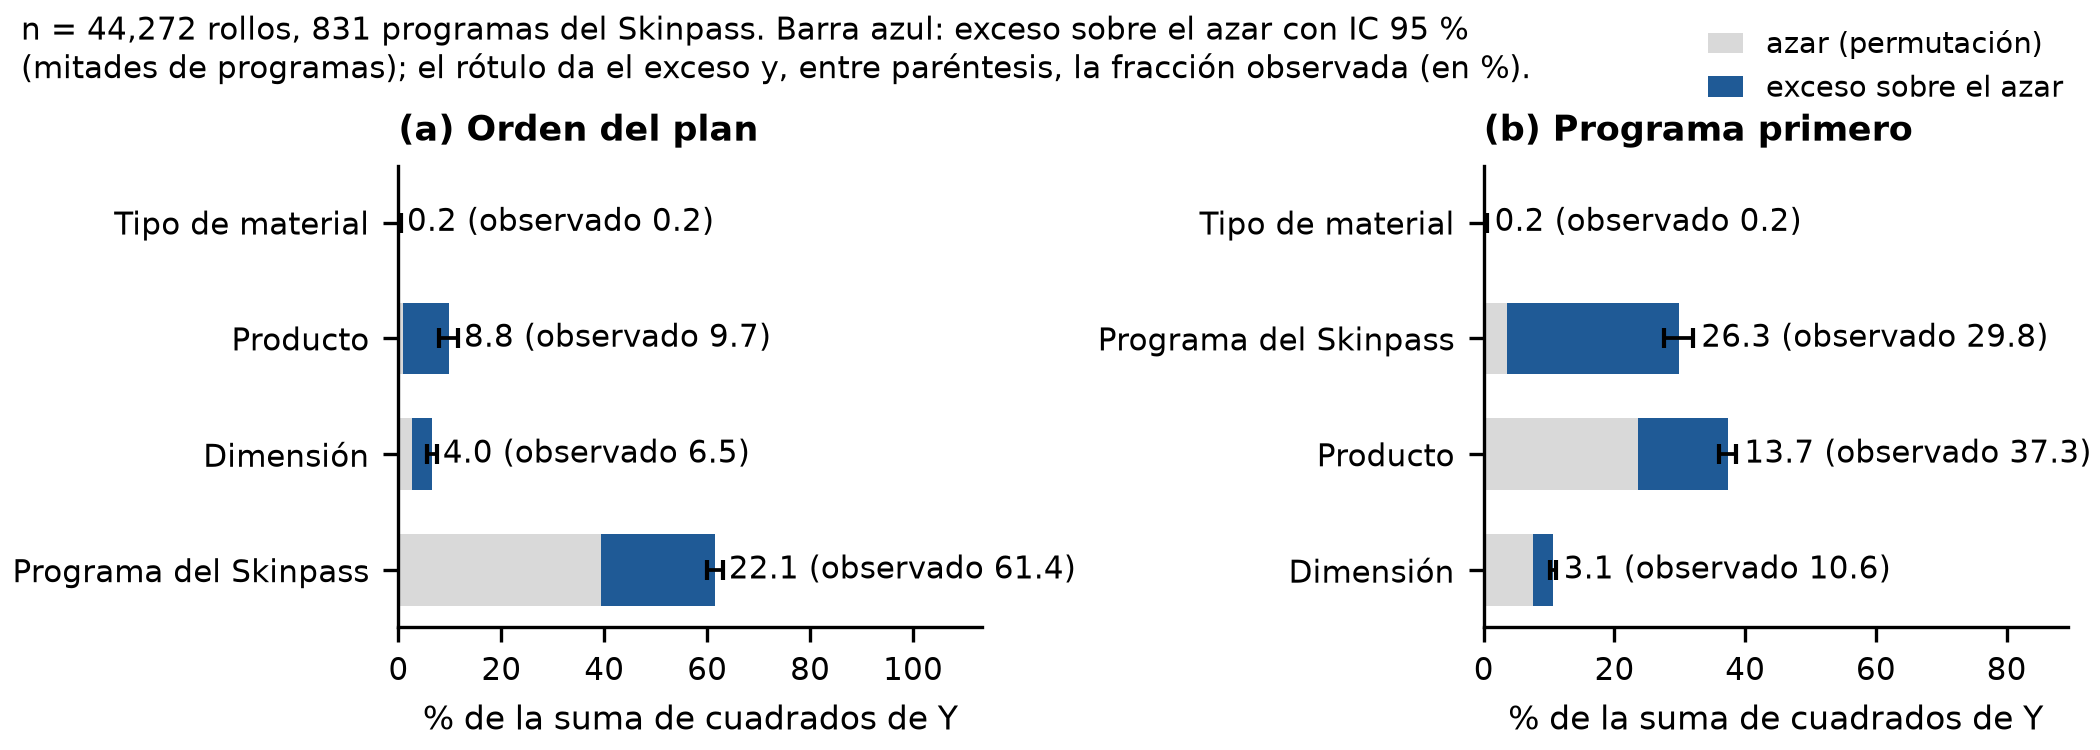 n = 44,272 rollos, 831 programas del Skinpass. Barra azul: exceso sobre el azar con IC 95 %
(mitades de programas); el rótulo da el exceso y, entre paréntesis, la fracción observada (en %).
azar (permutación)
exceso sobre el azar
(a) Orden del plan
Tipo de material
0.2 (observado 0.2)
Producto
8.8 (observado 9.7)
Dimensión
4.0 (observado 6.5)
Programa del Skinpass
22.1 (observado 61.4)
0 20 40 60 80 100
% de la suma de cuadrados de Y
(b) Programa primero
Tipo de material
0.2 (observado 0.2)
Programa del Skinpass
26.3 (observado 29.8)
Producto
13.7 (observado 37.3)
Dimensión
3.1 (observado 10.6)
0 20 40 60 80
% de la suma de cuadrados de Y